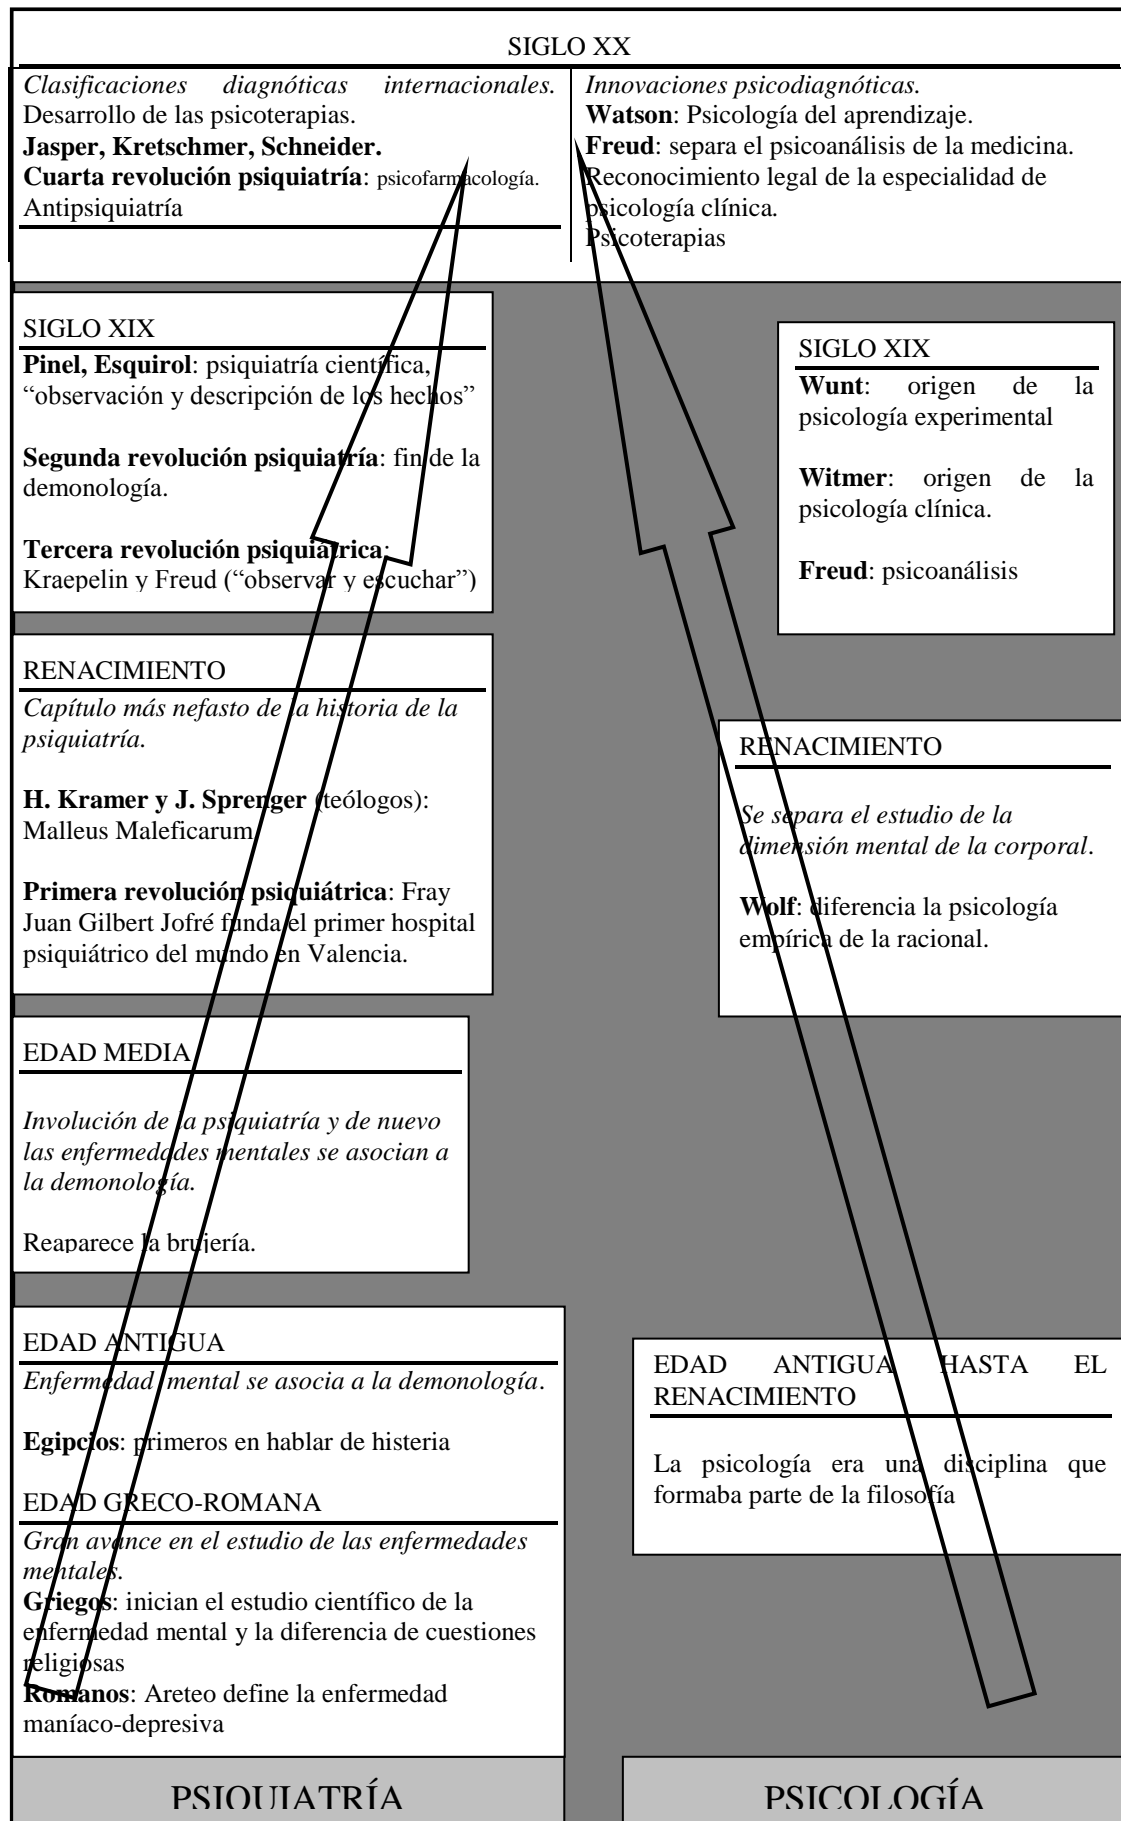 SIGLO XX
Clasificaciones diagnóticas internacionales.
Desarrollo de las psicoterapias.
Jasper, Kretschmer, Schneider.
Cuarta revolución psiquiatría: psicofarmacología.
Antipsiquiatría
Innovaciones psicodiagnóticas.
Watson: Psicología del aprendizaje.
Freud: separa el psicoanálisis de la medicina.
Reconocimiento legal de la especialidad de
psicología clínica.
Psicoterapias
SIGLO XIX
Pinel, Esquirol: psiquiatría científica,
“observación y descripción de los hechos”
Segunda revolución psiquiatría: fin de la
demonología.
Tercera revolución psiquiátrica:
Kraepelin y Freud (“observar y escuchar”)
SIGLO XIX
Wunt: origen de la
psicología experimental
Witmer: origen de la
psicología clínica.
Freud: psicoanálisis
RENACIMIENTO
Capítulo más nefasto de la historia de la
psiquiatría.
H. Kramer y J. Sprenger (teólogos):
Malleus Maleficarum
Primera revolución psiquiátrica: Fray
Juan Gilbert Jofré funda el primer hospital
psiquiátrico del mundo en Valencia.
RENACIMIENTO
Se separa el estudio de la
dimensión mental de la corporal.
Wolf: diferencia la psicología
empírica de la racional.
EDAD MEDIA
Involución de la psiquiatría y de nuevo
las enfermedades mentales se asocian a
la demonología.
Reaparece la brujería.
EDAD ANTIGUA
Enfermedad mental se asocia a la demonología.
Egipcios: primeros en hablar de histeria
EDAD GRECO-ROMANA
Gran avance en el estudio de las enfermedades
mentales.
Griegos: inician el estudio científico de la
enfermedad mental y la diferencia de cuestiones
religiosas
Romanos: Areteo define la enfermedad
maníaco-depresiva
EDAD ANTIGUA HASTA EL
RENACIMIENTO
La psicología era una disciplina que
formaba parte de la filosofía
PSIQUIATRÍA
PSICOLOGÍA